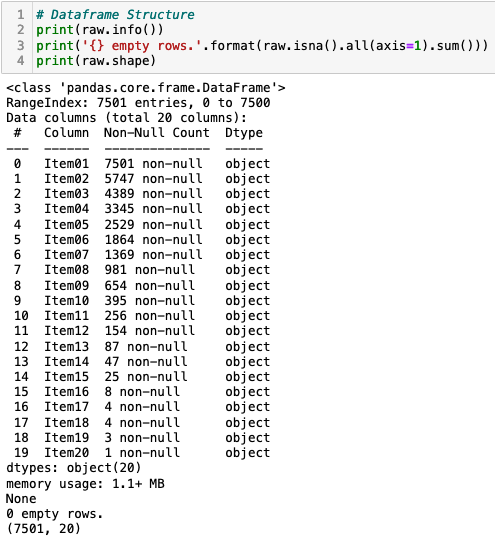 1 # Dataframe Structure
2 print(raw.info())
3 print('{} empty rows.'.format(raw.isna().all(axis=1).sum()))
4 print(raw.shape)
<class 'pandas.core.frame.DataFrame'>
RangeIndex: 7501 entries, 0 to 7500
Data columns (total 20 columns):
 #   Column  Non-Null Count  Dtype
---  ------  --------------  -----
 0   Item01  7501 non-null   object
 1   Item02  5747 non-null   object
 2   Item03  4389 non-null   object
 3   Item04  3345 non-null   object
 4   Item05  2529 non-null   object
 5   Item06  1864 non-null   object
 6   Item07  1369 non-null   object
 7   Item08  981 non-null    object
 8   Item09  654 non-null    object
 9   Item10  395 non-null    object
 10  Item11  256 non-null    object
 11  Item12  154 non-null    object
 12  Item13  87 non-null     object
 13  Item14  47 non-null     object
 14  Item15  25 non-null     object
 15  Item16  8 non-null      object
 16  Item17  4 non-null      object
 17  Item18  4 non-null      object
 18  Item19  3 non-null      object
 19  Item20  1 non-null      object
dtypes: object(20)
memory usage: 1.1+ MB
None
0 empty rows.
(7501, 20)